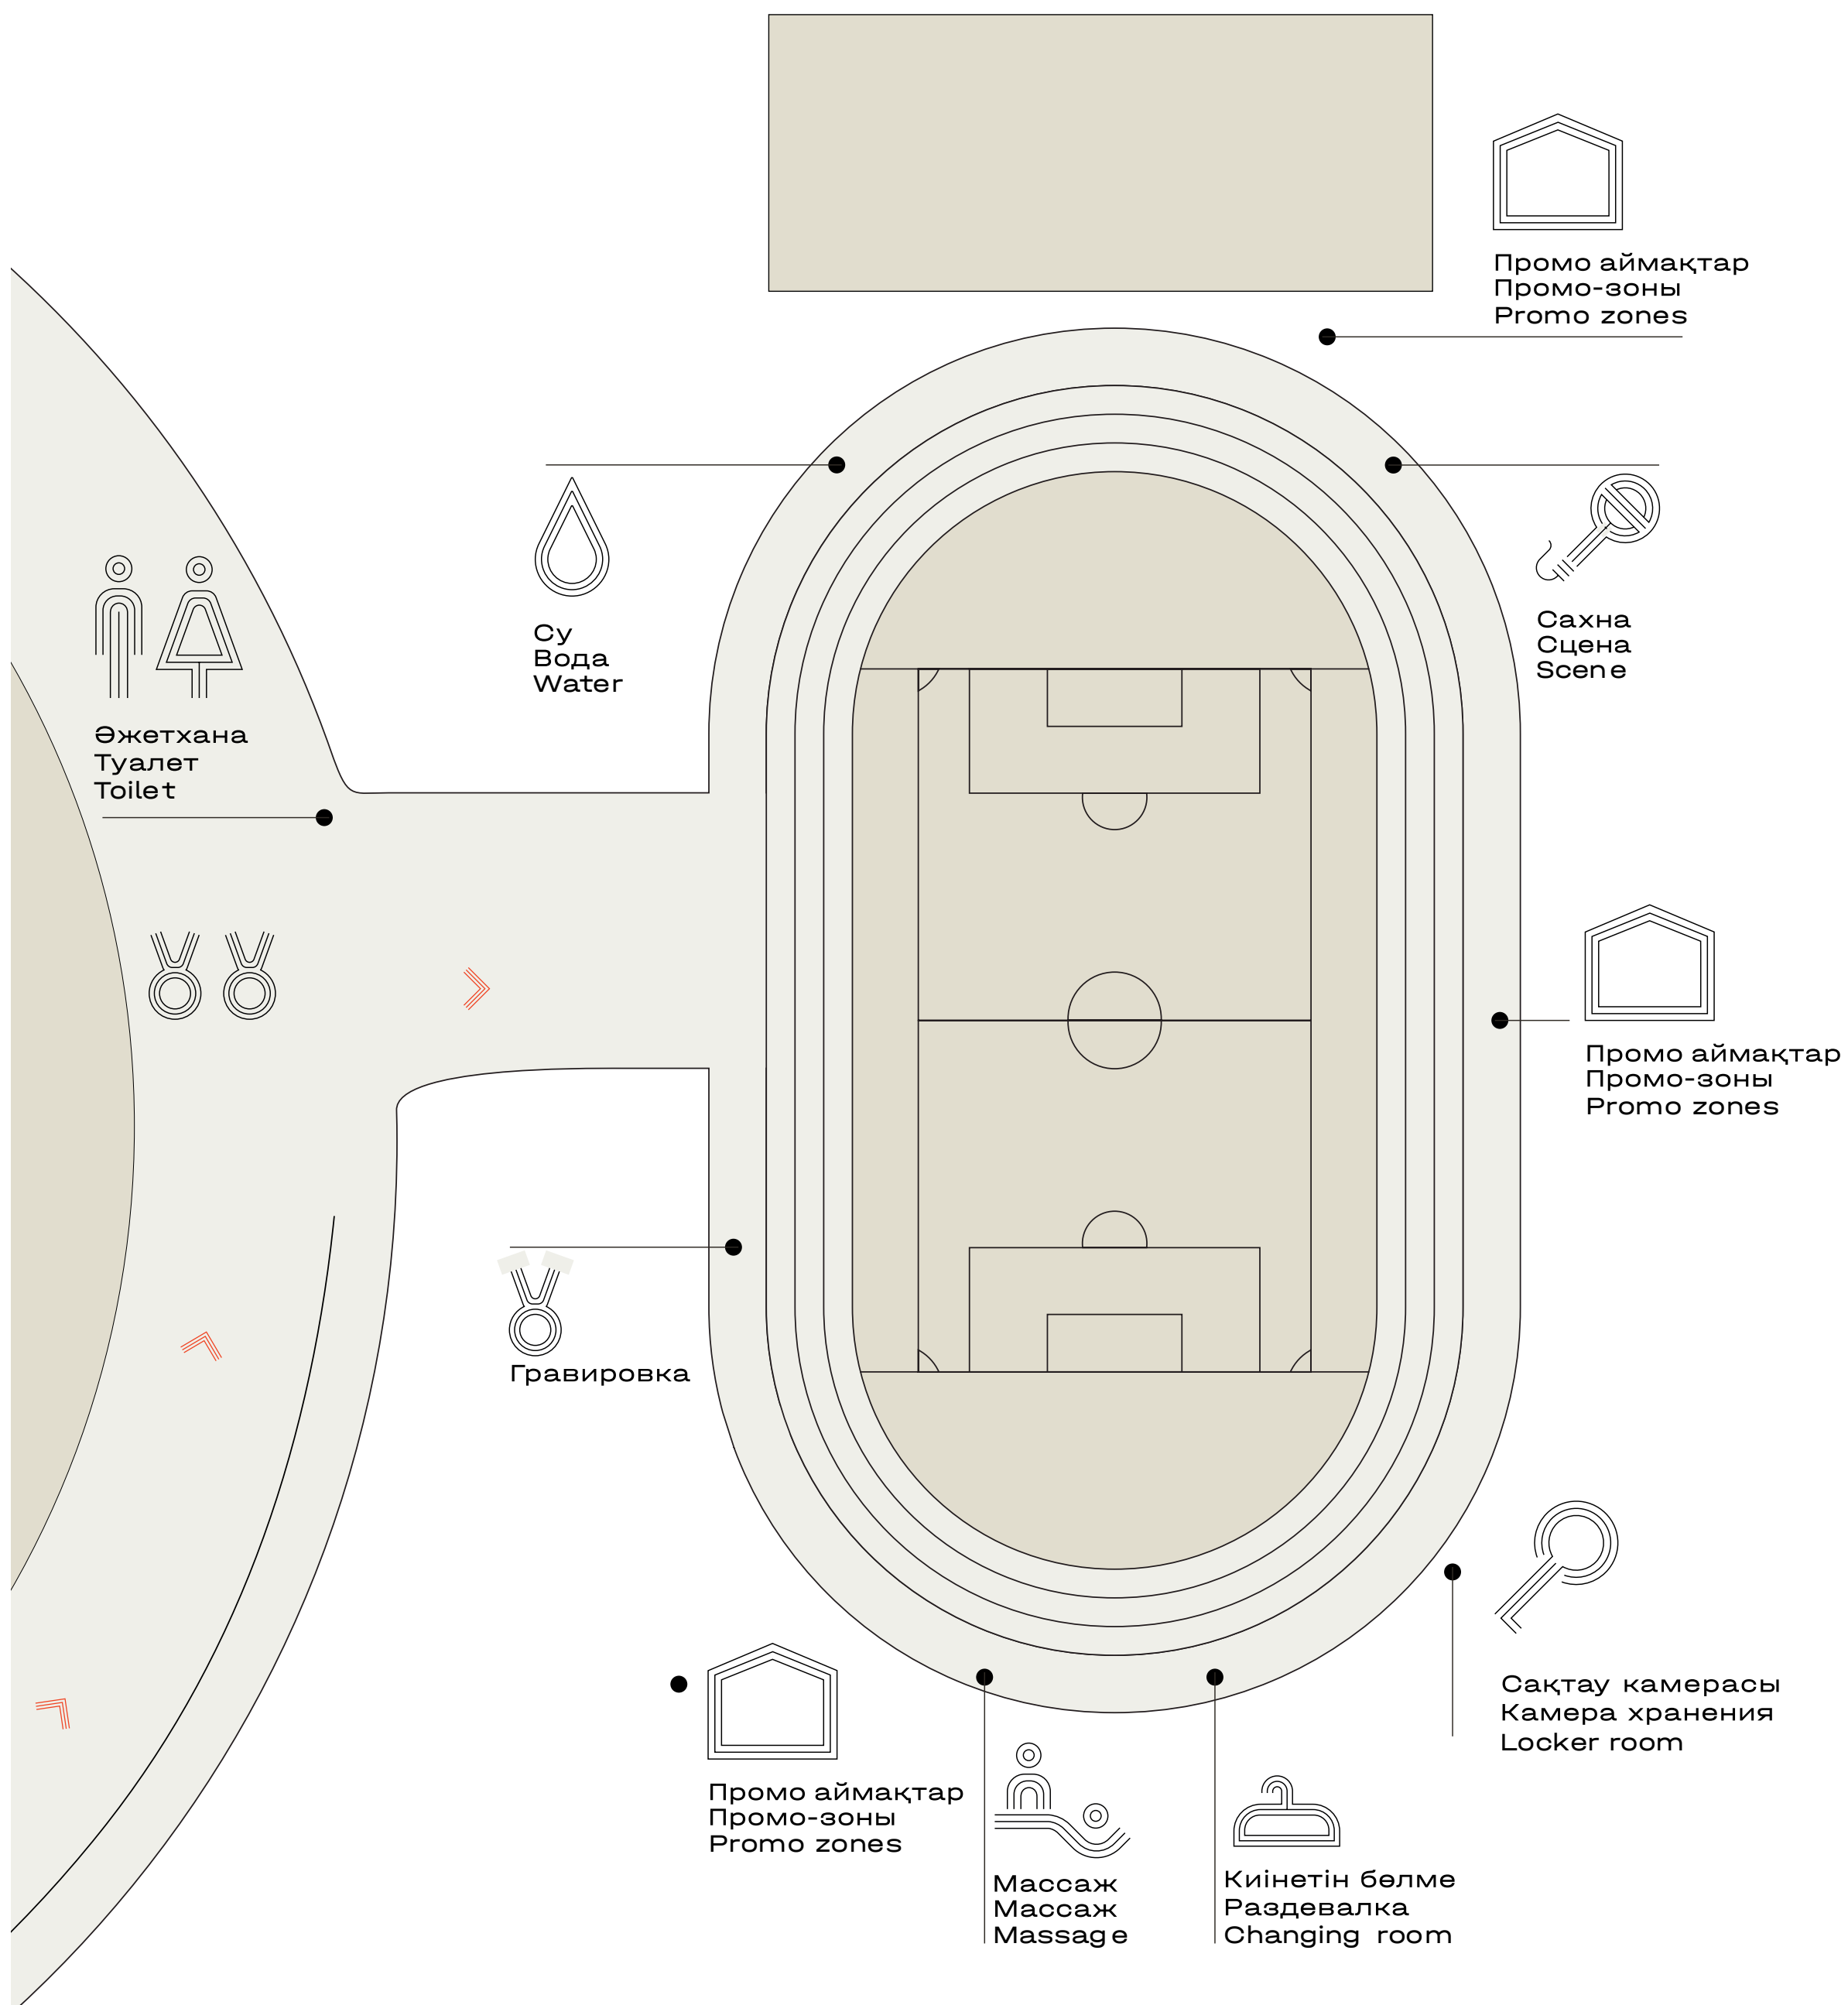 Промо аймақтар
Промо-зоны
Promo zones
Су
Вода
Water
Сахна
Сцена
Scene
Әжетхана
Туалет
Toilet
Промо аймақтар
Промо-зоны
Promo zones
Гравировка
Сақтау камерасы
Камера хранения
Locker room
Промо аймақтар
Промо-зоны
Promo zones
Массаж
Массаж
Massage
Киінетін бөлме
Раздевалка
Changing room